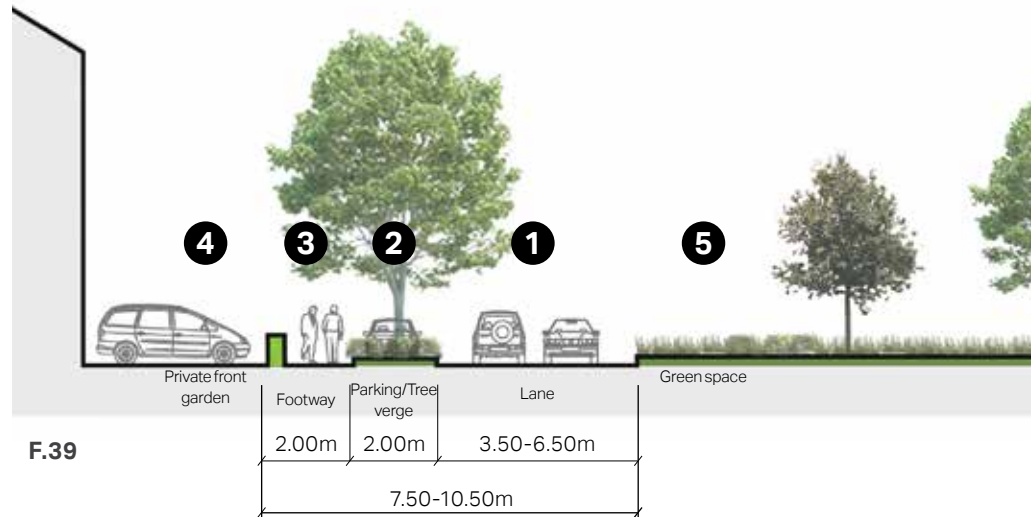 4
3
2
1
5
Private front
garden
Footway
Parking/Tree
verge
Lane
Green space
F.39
2.00m
2.00m
3.50-6.50m
7.50-10.50m